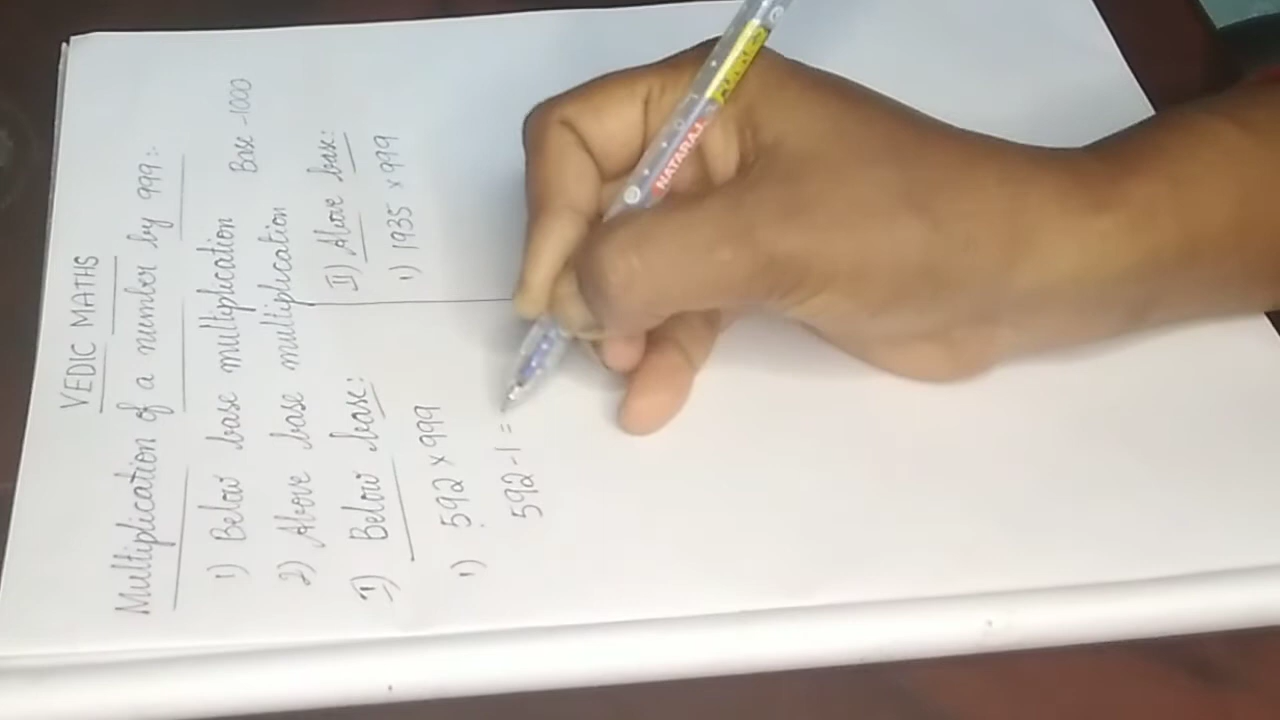 VEDIC MATHS
Multiplication of a number by 999:-
1) Below base multiplication Base -1000
2) Above base multiplication
I) Below base:
1) 592 x 999
592 - 1 =
II) Above base:
1) 1935 x 999
NATARAJ